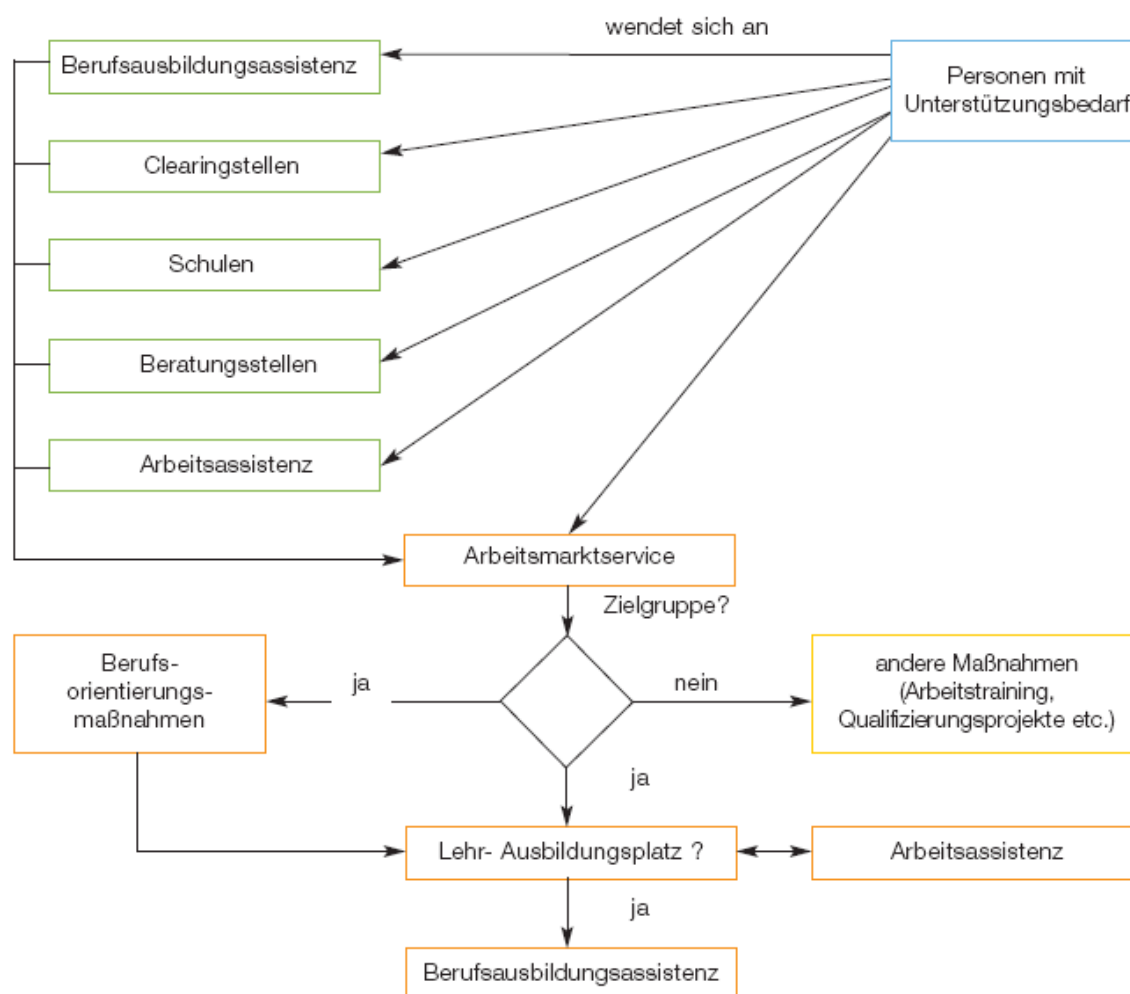 wendet sich an
Berufsausbildungsassistenz
Personen mit
Unterstützungsbedarf
Clearingstellen
Schulen
Beratungsstellen
Arbeitsassistenz
Arbeitsmarktservice
Zielgruppe?
Berufs-
orientierungs-
maßnahmen
ja
nein
andere Maßnahmen
(Arbeitstraining,
Qualifizierungsprojekte etc.)
ja
Lehr- Ausbildungsplatz ?
Arbeitsassistenz
ja
Berufsausbildungsassistenz